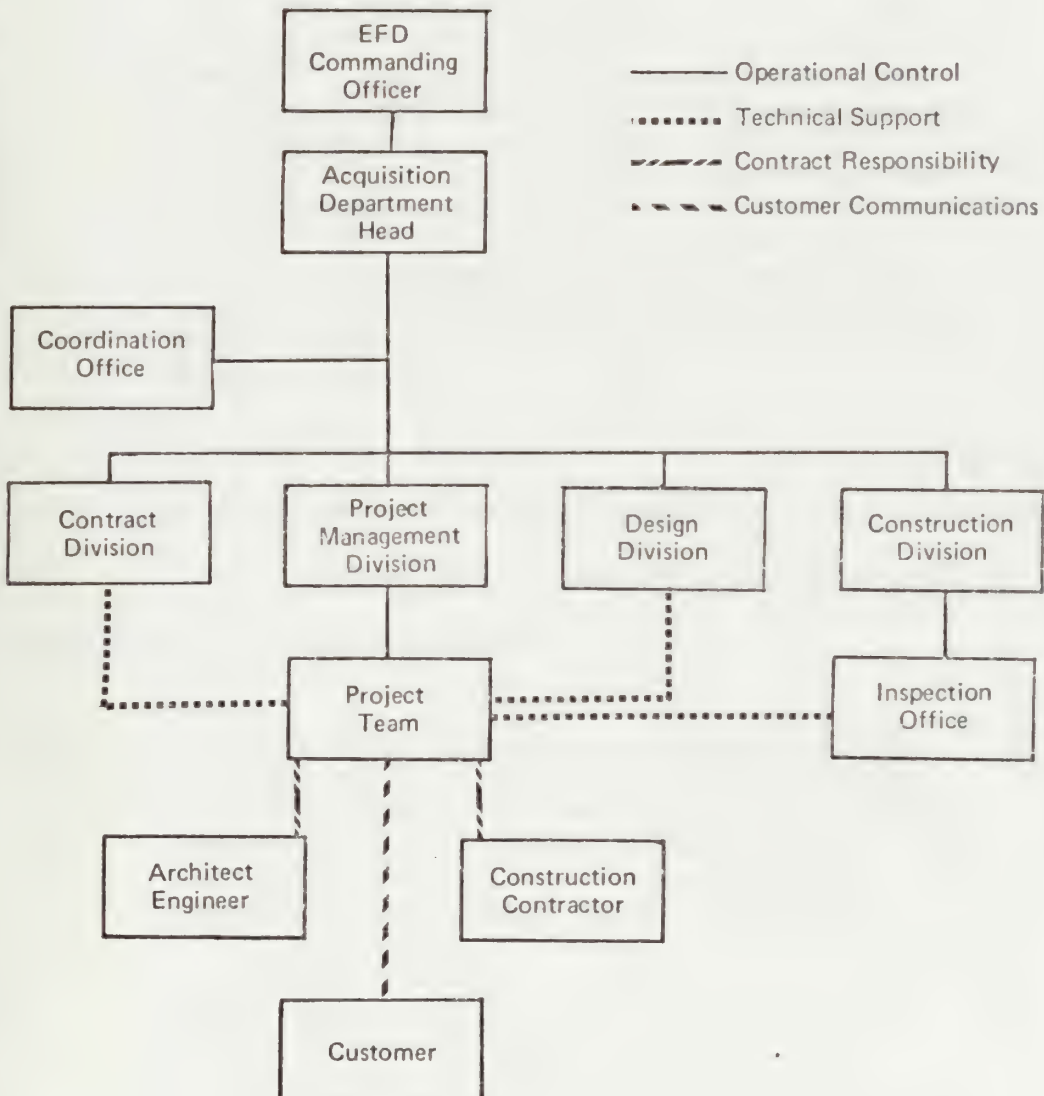 EFD
Commanding
Officer
Operational Control
Technical Support
Contract Responsibility
Customer Communications
Acquisition
Department
Head
Coordination
Office
Contract
Division
Project
Management
Division
Design
Division
Construction
Division
Project
Team
Inspection
Office
Architect
Engineer
Construction
Contractor
Customer